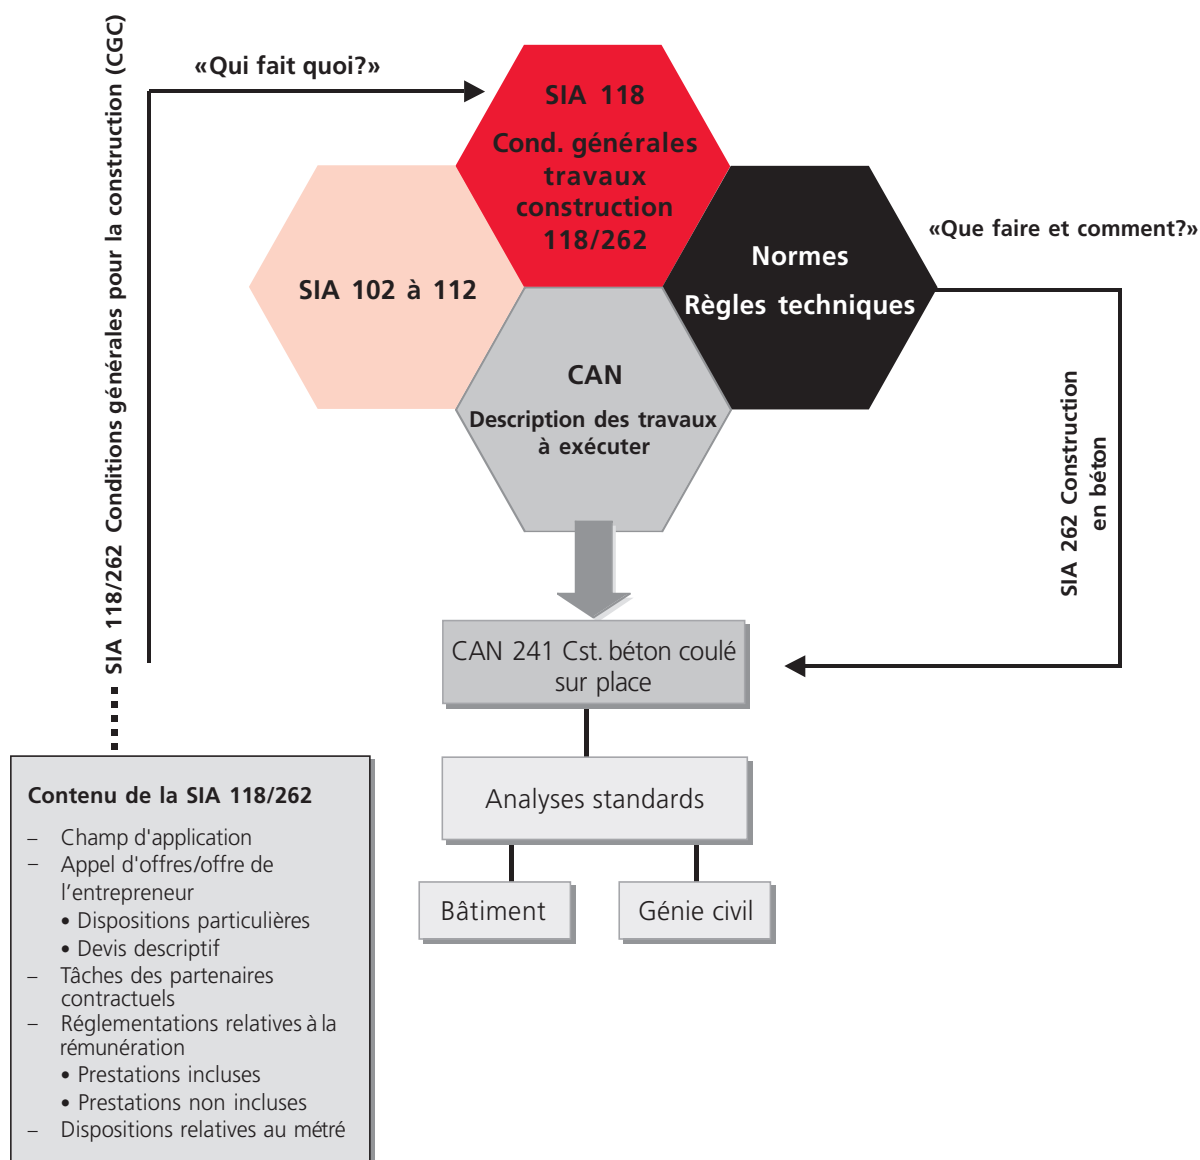 SIA 118/262 Conditions générales pour la construction (CGC)
«Qui fait quoi?»
SIA 118
Cond. générales
travaux
construction
118/262
SIA 102 à 112
Normes
Règles techniques
«Que faire et comment?»
CAN
Description des travaux
à exécuter
SIA 262 Construction
en béton
CAN 241 Cst. béton coulé
sur place
Analyses standards
Bâtiment
Génie civil
Contenu de la SIA 118/262
– Champ d'application
– Appel d'offres/offre de
l'entrepreneur
• Dispositions particulières
• Devis descriptif
– Tâches des partenaires
contractuels
– Réglementations relatives à la
rémunération
• Prestations incluses
• Prestations non incluses
– Dispositions relatives au métré